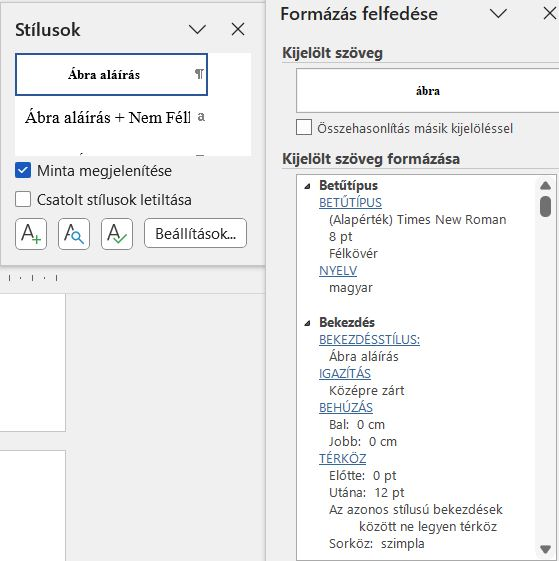 Stílusok
Ábra aláírás ¶
Ábra aláírás + Nem Fél a
Minta megjelenítése
Csatolt stílusok letiltása
Beállítások...
Formázás felfedése
Kijelölt szöveg
ábra
Összehasonlítás másik kijelöléssel
Kijelölt szöveg formázása
Betűtípus
BETŰTÍPUS
(Alapérték) Times New Roman
8 pt
Félkövér
NYELV
magyar
Bekezdés
BEKEZDÉSSTÍLUS:
Ábra aláírás
IGAZÍTÁS
Középre zárt
BEHÚZÁS
Bal: 0 cm
Jobb: 0 cm
TÉRKÖZ
Előtte: 0 pt
Utána: 12 pt
Az azonos stílusú bekezdések
között ne legyen térköz
Sorköz: szimpla